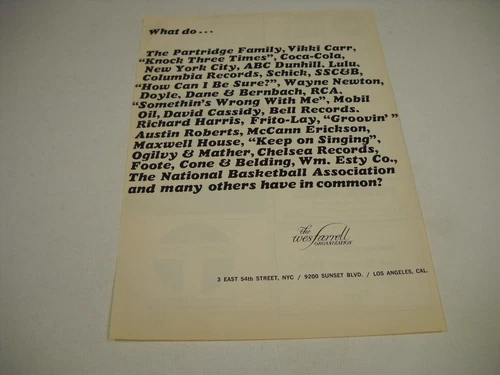 What do...
The Partridge Family, Vikki Carr,
"Knock Three Times", Coca-Cola,
New York City, ABC Dunhill, Lulu,
Columbia Records, Schick, SSC&B,
"How Can I Be Sure?", Wayne Newton,
Doyle, Dane & Bernbach, RCA.
"Somethin's Wrong With Me", Mobil
Oil, David Cassidy, Bell Records.
Richard Harris, Frito-Lay, "Groovin'"
Austin Roberts, McCann Erickson,
Maxwell House, "Keep on Singing",
Ogilvy & Mather, Chelsea Records,
Foote, Cone & Belding, Wm. Esty Co.,
The National Basketball Association
and many others have in common?
The
wes farrell
ORGANIZATION
3 EAST 54th STREET, NYC / 9200 SUNSET BLVD. / LOS ANGELES, CAL.